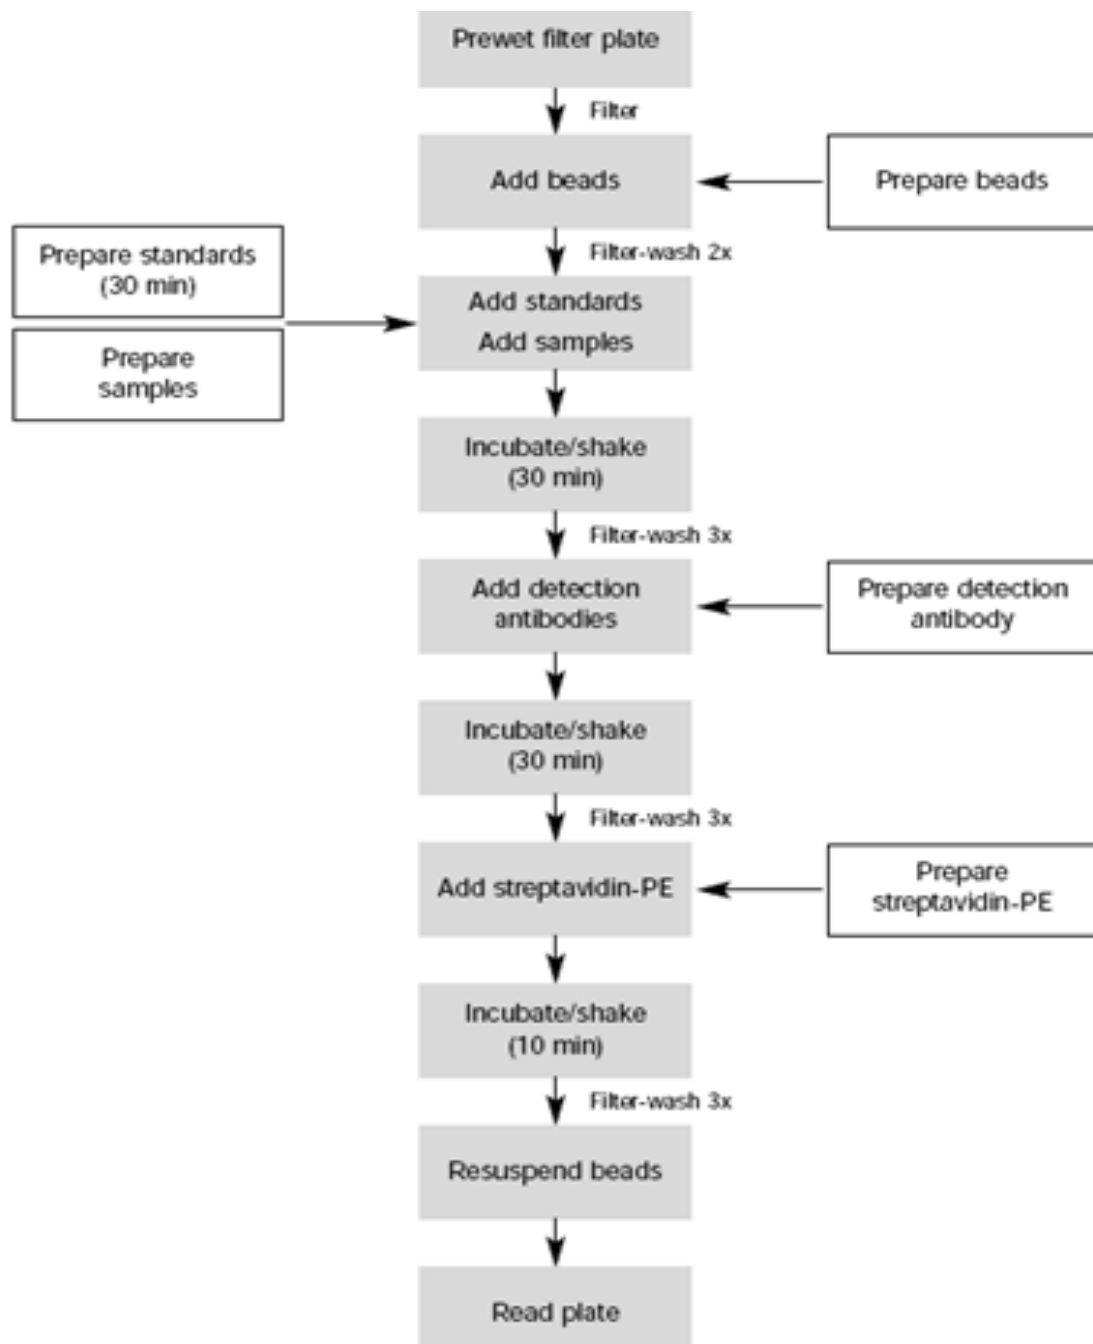 Prewet filter plate
Filter
Add beads
Prepare beads
Filter-wash 2x
Prepare standards
(30 min)
Prepare
samples
Add standards
Add samples
Incubate/shake
(30 min)
Filter-wash 3x
Add detection
antibodies
Prepare detection
antibody
Incubate/shake
(30 min)
Filter-wash 3x
Add streptavidin-PE
Prepare
streptavidin-PE
Incubate/shake
(10 min)
Filter-wash 3x
Resuspend beads
Read plate